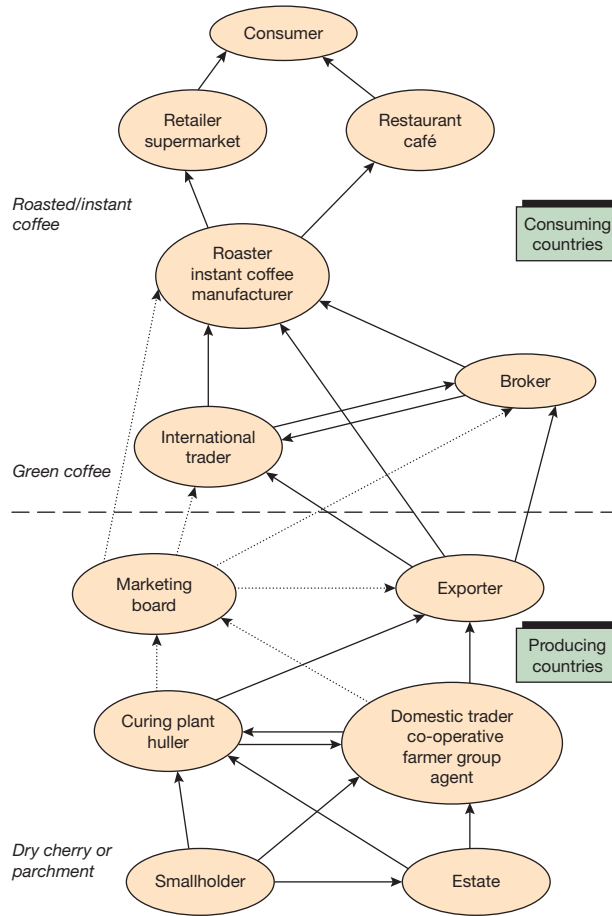 Consumer
Retailer
supermarket
Restaurant
café
Roasted/instant
coffee
Consuming
countries
Roaster
instant coffee
manufacturer
Broker
International
trader
Green coffee
Marketing
board
Exporter
Producing
countries
Curing plant
huller
Domestic trader
co-operative
farmer group
agent
Dry cherry or
parchment
Smallholder
Estate